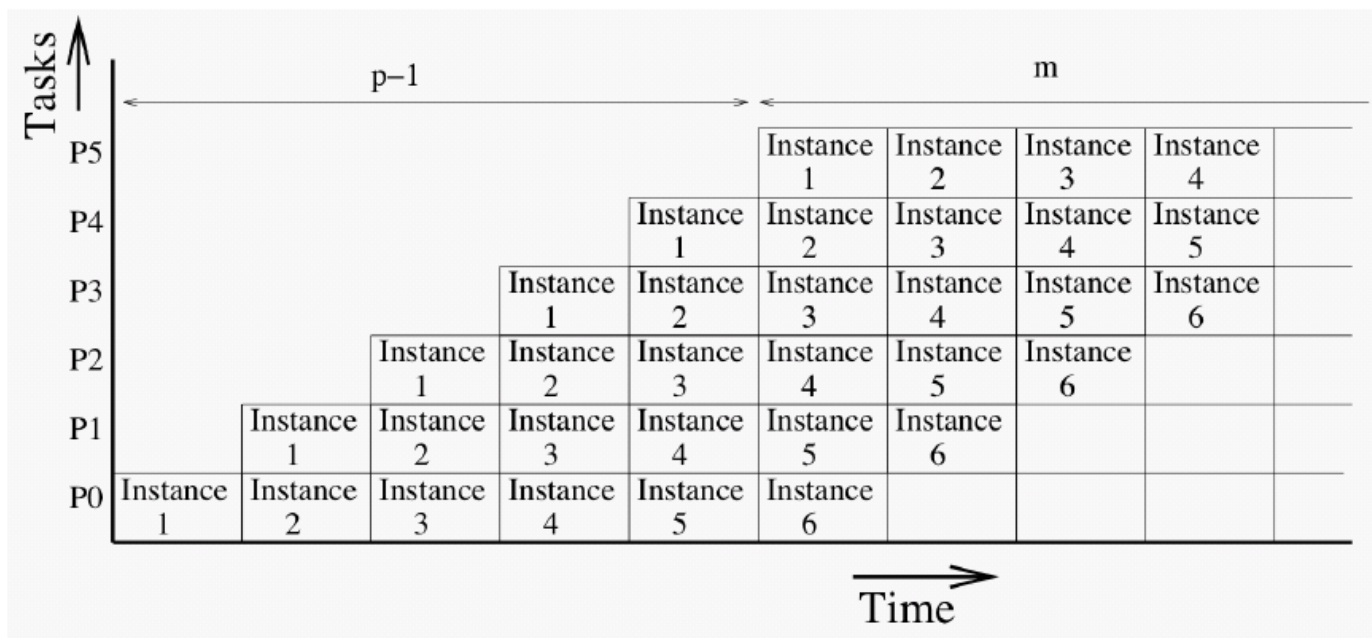 Tasks
p−1
m
P5
Instance Instance Instance Instance
1 2 3 4
P4
Instance Instance Instance Instance Instance
1 2 3 4 5
P3
Instance Instance Instance Instance Instance Instance
1 2 3 4 5 6
P2
Instance Instance Instance Instance Instance Instance
1 2 3 4 5 6
P1
Instance Instance Instance Instance Instance Instance
1 2 3 4 5 6
P0
Instance Instance Instance Instance Instance Instance
1 2 3 4 5 6
Time